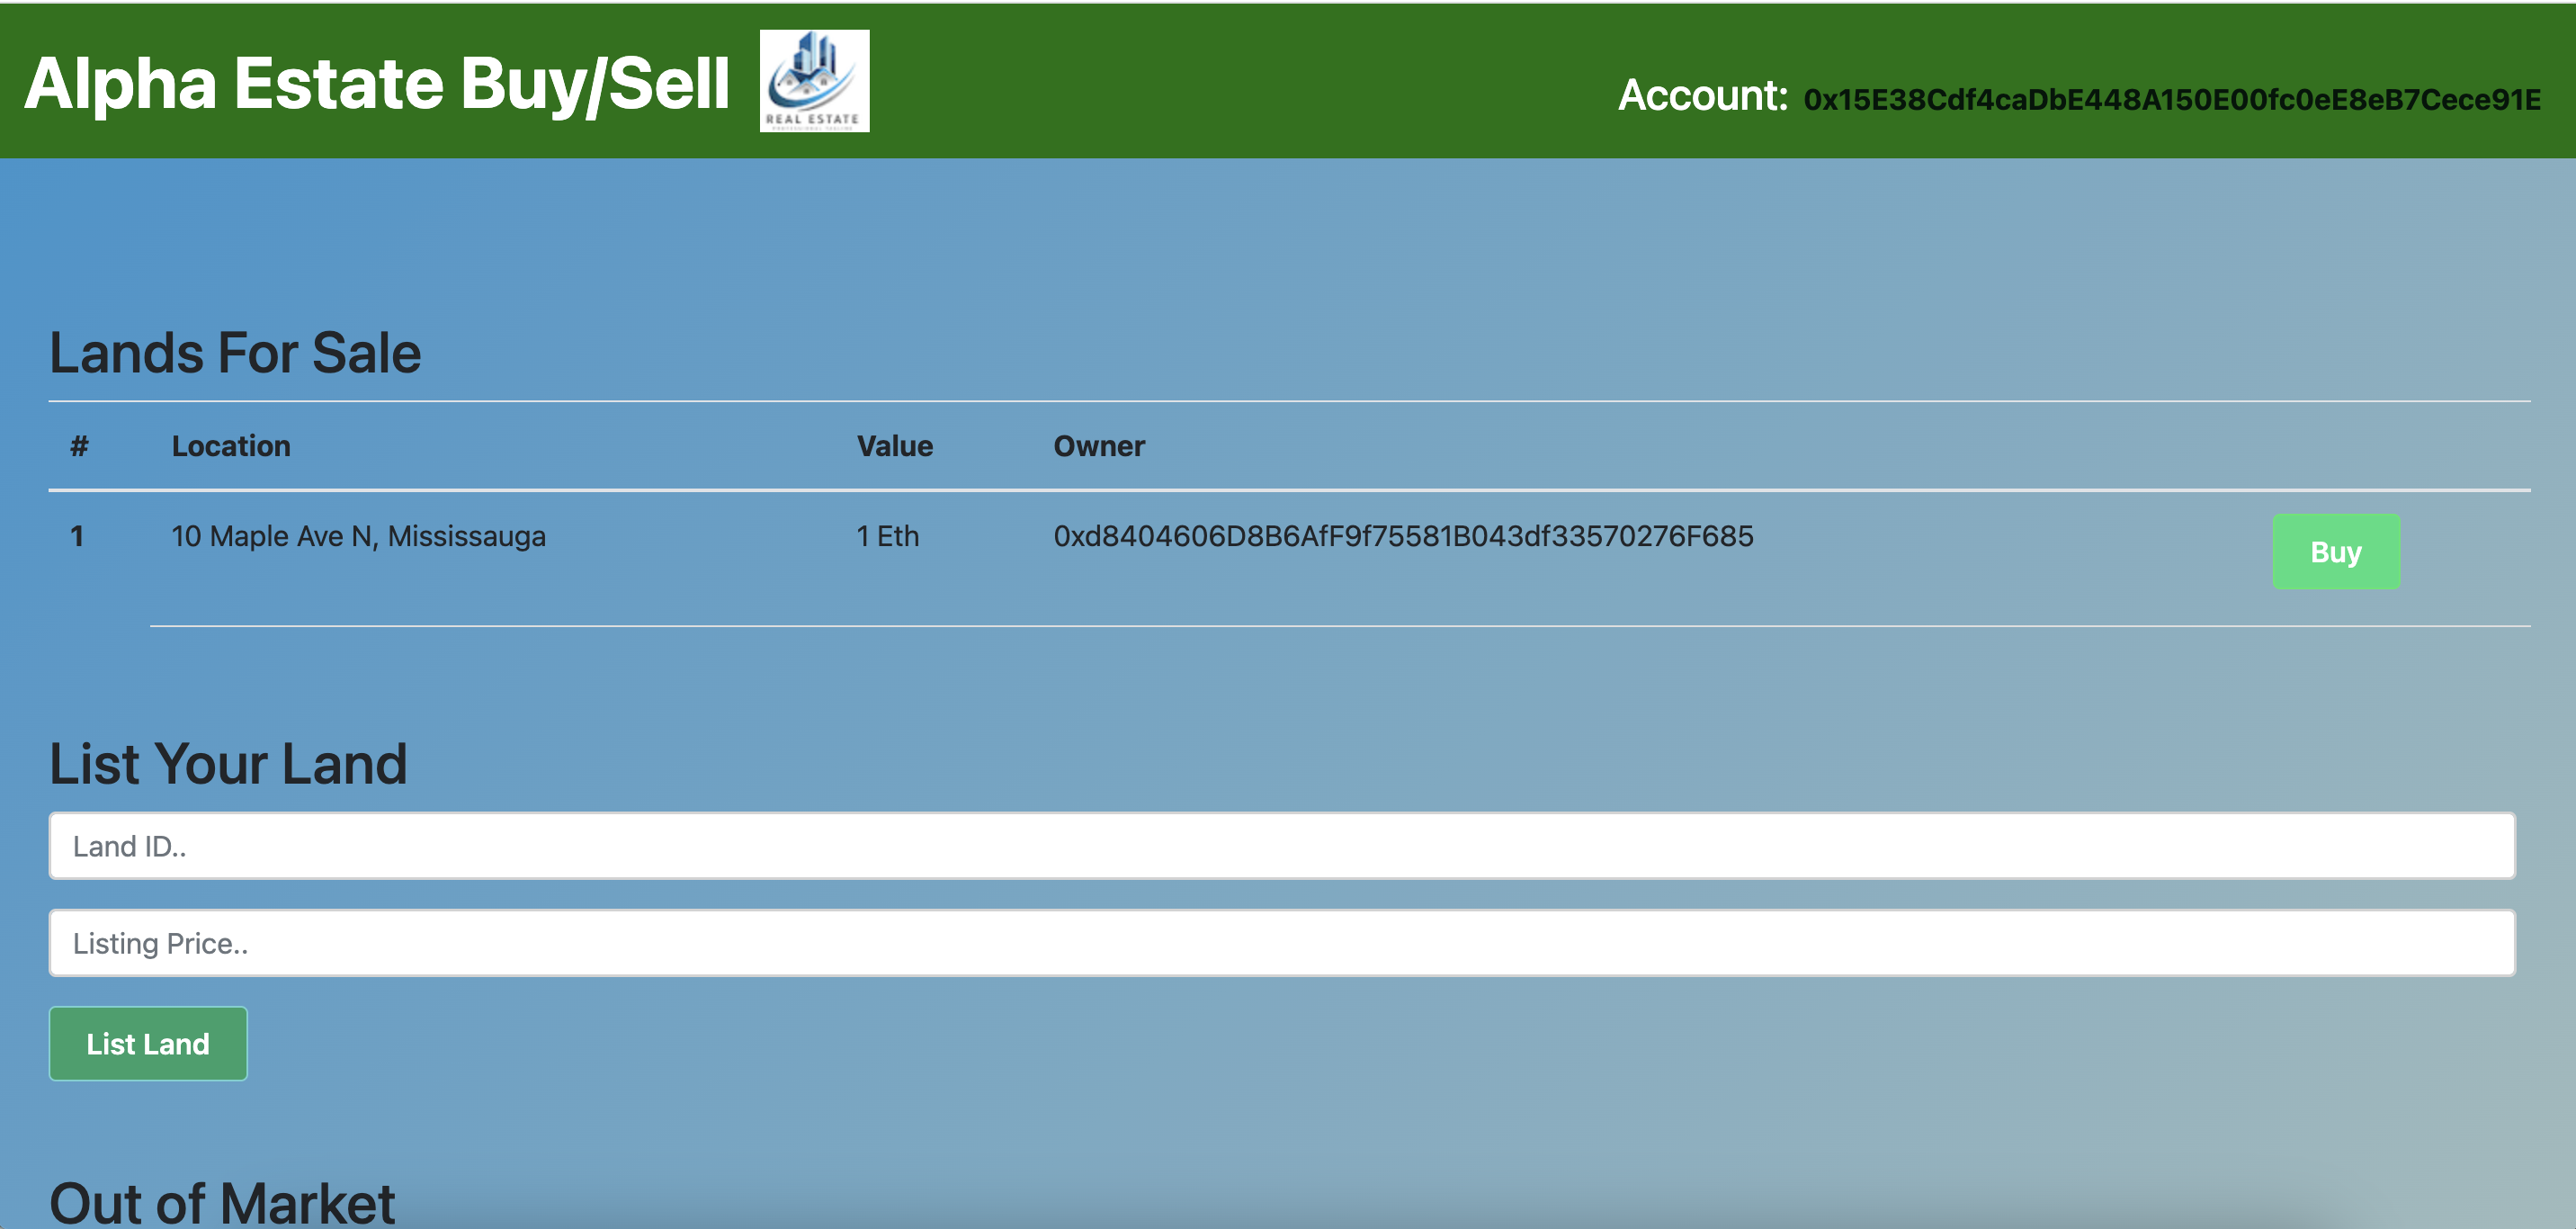 Alpha Estate Buy/Sell
REAL ESTATE
Account: 0x15E38Cdf4caDbE448A150E00fc0eE8eB7Cece91E
Lands For Sale
# Location Value Owner
1 10 Maple Ave N, Mississauga 1 Eth 0xd8404606D8B6AfF9f75581B043df33570276F685 Buy
List Your Land
Land ID..
Listing Price..
List Land
Out of Market